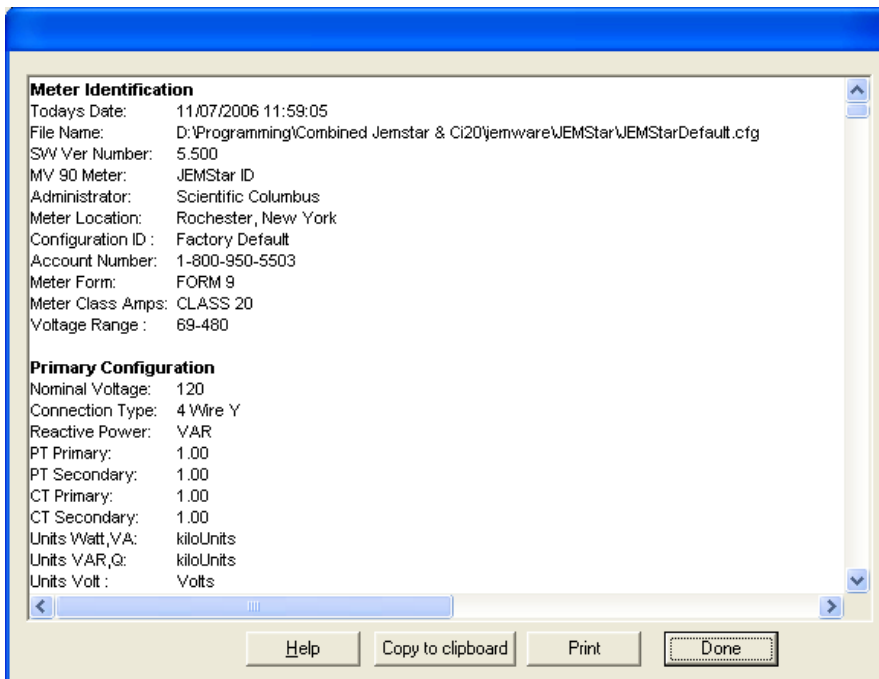 Meter Identification
Todays Date: 11/07/2006 11:59:05
File Name: D:\Programming\Combined Jemstar & Ci20\jemware\JEMStar\JEMStarDefault.cfg
SW Ver Number: 5.500
MV 90 Meter: JEMStar ID
Administrator: Scientific Columbus
Meter Location: Rochester, New York
Configuration ID : Factory Default
Account Number: 1-800-950-5503
Meter Form: FORM 9
Meter Class Amps: CLASS 20
Voltage Range : 69-480
Primary Configuration
Nominal Voltage: 120
Connection Type: 4 Wire Y
Reactive Power: VAR
PT Primary: 1.00
PT Secondary: 1.00
CT Primary: 1.00
CT Secondary: 1.00
Units Watt,VA: kiloUnits
Units VAR,Q: kiloUnits
Units Volt : Volts
Help Copy to clipboard Print Done